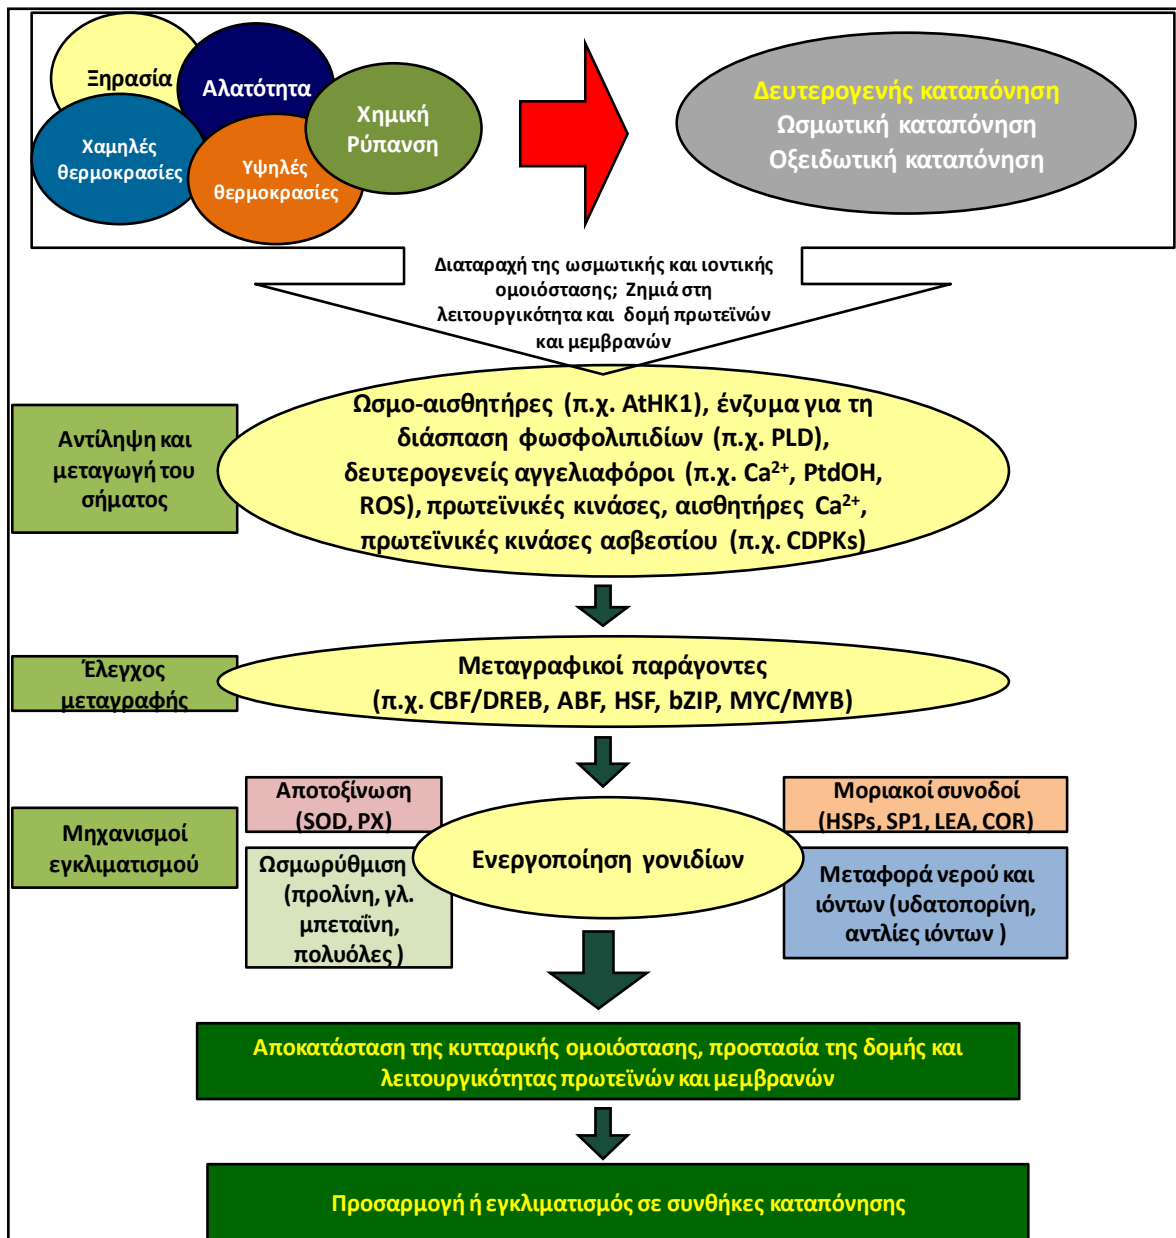 Ξηρασία
Αλατότητα
Χημική
Ρύπανση
Χαμηλές
θερμοκρασίες
Υψηλές
θερμοκρασίες
Δευτερογενής καταπόνηση
Ωσμωτική καταπόνηση
Οξειδωτική καταπόνηση
Διαταραχή της ωσμωτικής και ιοντικής
ομοιόστασης; Ζημιά στη
λειτουργικότητα και δομή πρωτεϊνών
και μεμβρανών
Αντίληψη και
μεταγωγή του
σήματος
Ωσμο-αισθητήρες (π.χ. AtHK1), ένζυμα για τη
διάσπαση φωσφολιπιδίων (π.χ. PLD),
δευτερογενείς αγγελιαφόροι (π.χ. Ca²⁺, PtdOH,
ROS), πρωτεϊνικές κινάσες, αισθητήρες Ca²⁺,
πρωτεϊνικές κινάσες ασβεστίου (π.χ. CDPKs)
Έλεγχος
μεταγραφής
Μεταγραφικοί παράγοντες
(π.χ. CBF/DREB, ABF, HSF, bZIP, MYC/MYB)
Μηχανισμοί
εγκλιματισμού
Αποτοξίνωση
(SOD, PX)
Ωσμωρύθμιση
(προλίνη, γλ.
μπεταΐνη,
πολυόλες )
Ενεργοποίηση γονιδίων
Μοριακοί συνοδοί
(HSPs, SP1, LEA, COR)
Μεταφορά νερού και
ιόντων (υδατοπορίνη,
αντλίες ιόντων )
Αποκατάσταση της κυτταρικής ομοιόστασης, προστασία της δομής και
λειτουργικότητας πρωτεϊνών και μεμβρανών
Προσαρμογή ή εγκλιματισμός σε συνθήκες καταπόνησης